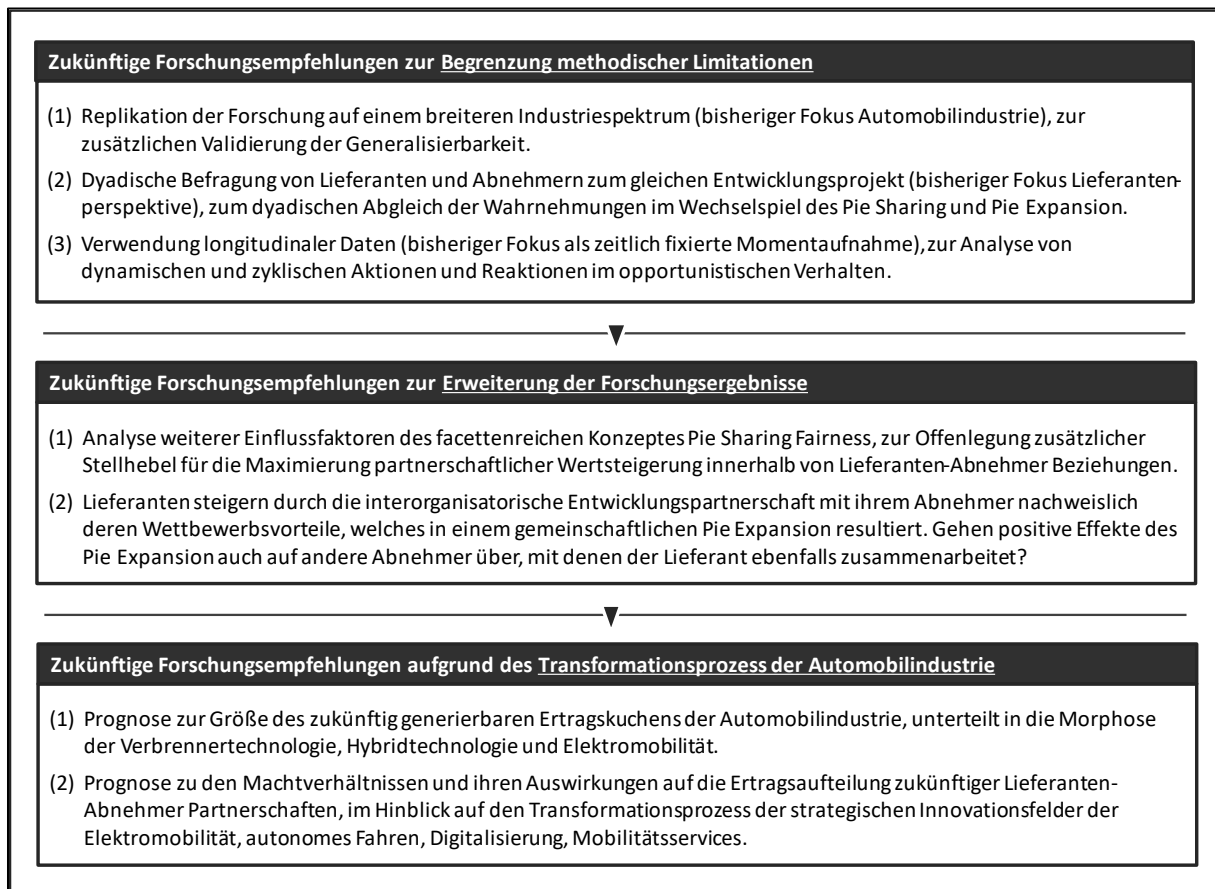 Zukünftige Forschungsempfehlungen zur Begrenzung methodischer Limitationen
(1) Replikation der Forschung auf einem breiteren Industriespektrum (bisheriger Fokus Automobilindustrie), zur
zusätzlichen Validierung der Generalisierbarkeit.
(2) Dyadische Befragung von Lieferanten und Abnehmern zum gleichen Entwicklungsprojekt (bisheriger Fokus Lieferanten-
perspektive), zum dyadischen Abgleich der Wahrnehmungen im Wechselspiel des Pie Sharing und Pie Expansion.
(3) Verwendung longitudinaler Daten (bisheriger Fokus als zeitlich fixierte Momentaufnahme), zur Analyse von
dynamischen und zyklischen Aktionen und Reaktionen im opportunistischen Verhalten.
Zukünftige Forschungsempfehlungen zur Erweiterung der Forschungsergebnisse
(1) Analyse weiterer Einflussfaktoren des facettenreichen Konzeptes Pie Sharing Fairness, zur Offenlegung zusätzlicher
Stellhebel für die Maximierung partnerschaftlicher Wertsteigerung innerhalb von Lieferanten-Abnehmer Beziehungen.
(2) Lieferanten steigern durch die interorganisatorische Entwicklungspartnerschaft mit ihrem Abnehmer nachweislich
deren Wettbewerbsvorteile, welches in einem gemeinschaftlichen Pie Expansion resultiert. Gehen positive Effekte des
Pie Expansion auch auf andere Abnehmer über, mit denen der Lieferant ebenfalls zusammenarbeitet?
Zukünftige Forschungsempfehlungen aufgrund des Transformationsprozess der Automobilindustrie
(1) Prognose zur Größe des zukünftig generierbaren Ertragskuchens der Automobilindustrie, unterteilt in die Morphose
der Verbrennertechnologie, Hybridtechnologie und Elektromobilität.
(2) Prognose zu den Machtverhältnissen und ihren Auswirkungen auf die Ertragsaufteilung zukünftiger Lieferanten-
Abnehmer Partnerschaften, im Hinblick auf den Transformationsprozess der strategischen Innovationsfelder der
Elektromobilität, autonomes Fahren, Digitalisierung, Mobilitätsservices.